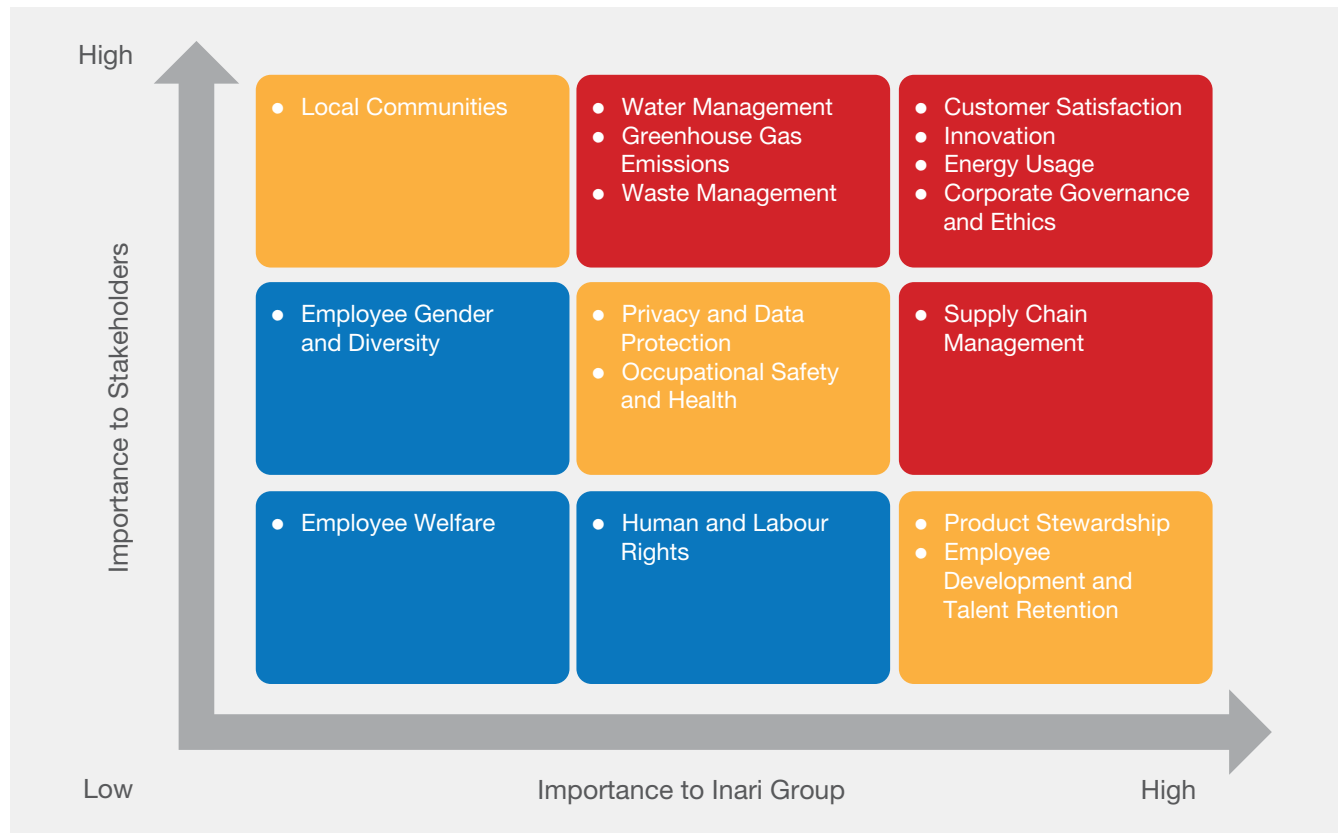 High
Importance to Stakeholders
● Local Communities
● Water Management
● Greenhouse Gas
Emissions
● Waste Management
● Customer Satisfaction
● Innovation
● Energy Usage
● Corporate Governance
and Ethics
● Employee Gender
and Diversity
● Privacy and Data
Protection
● Occupational Safety
and Health
● Supply Chain
Management
● Employee Welfare
● Human and Labour
Rights
● Product Stewardship
● Employee
Development and
Talent Retention
Low
Importance to Inari Group
High